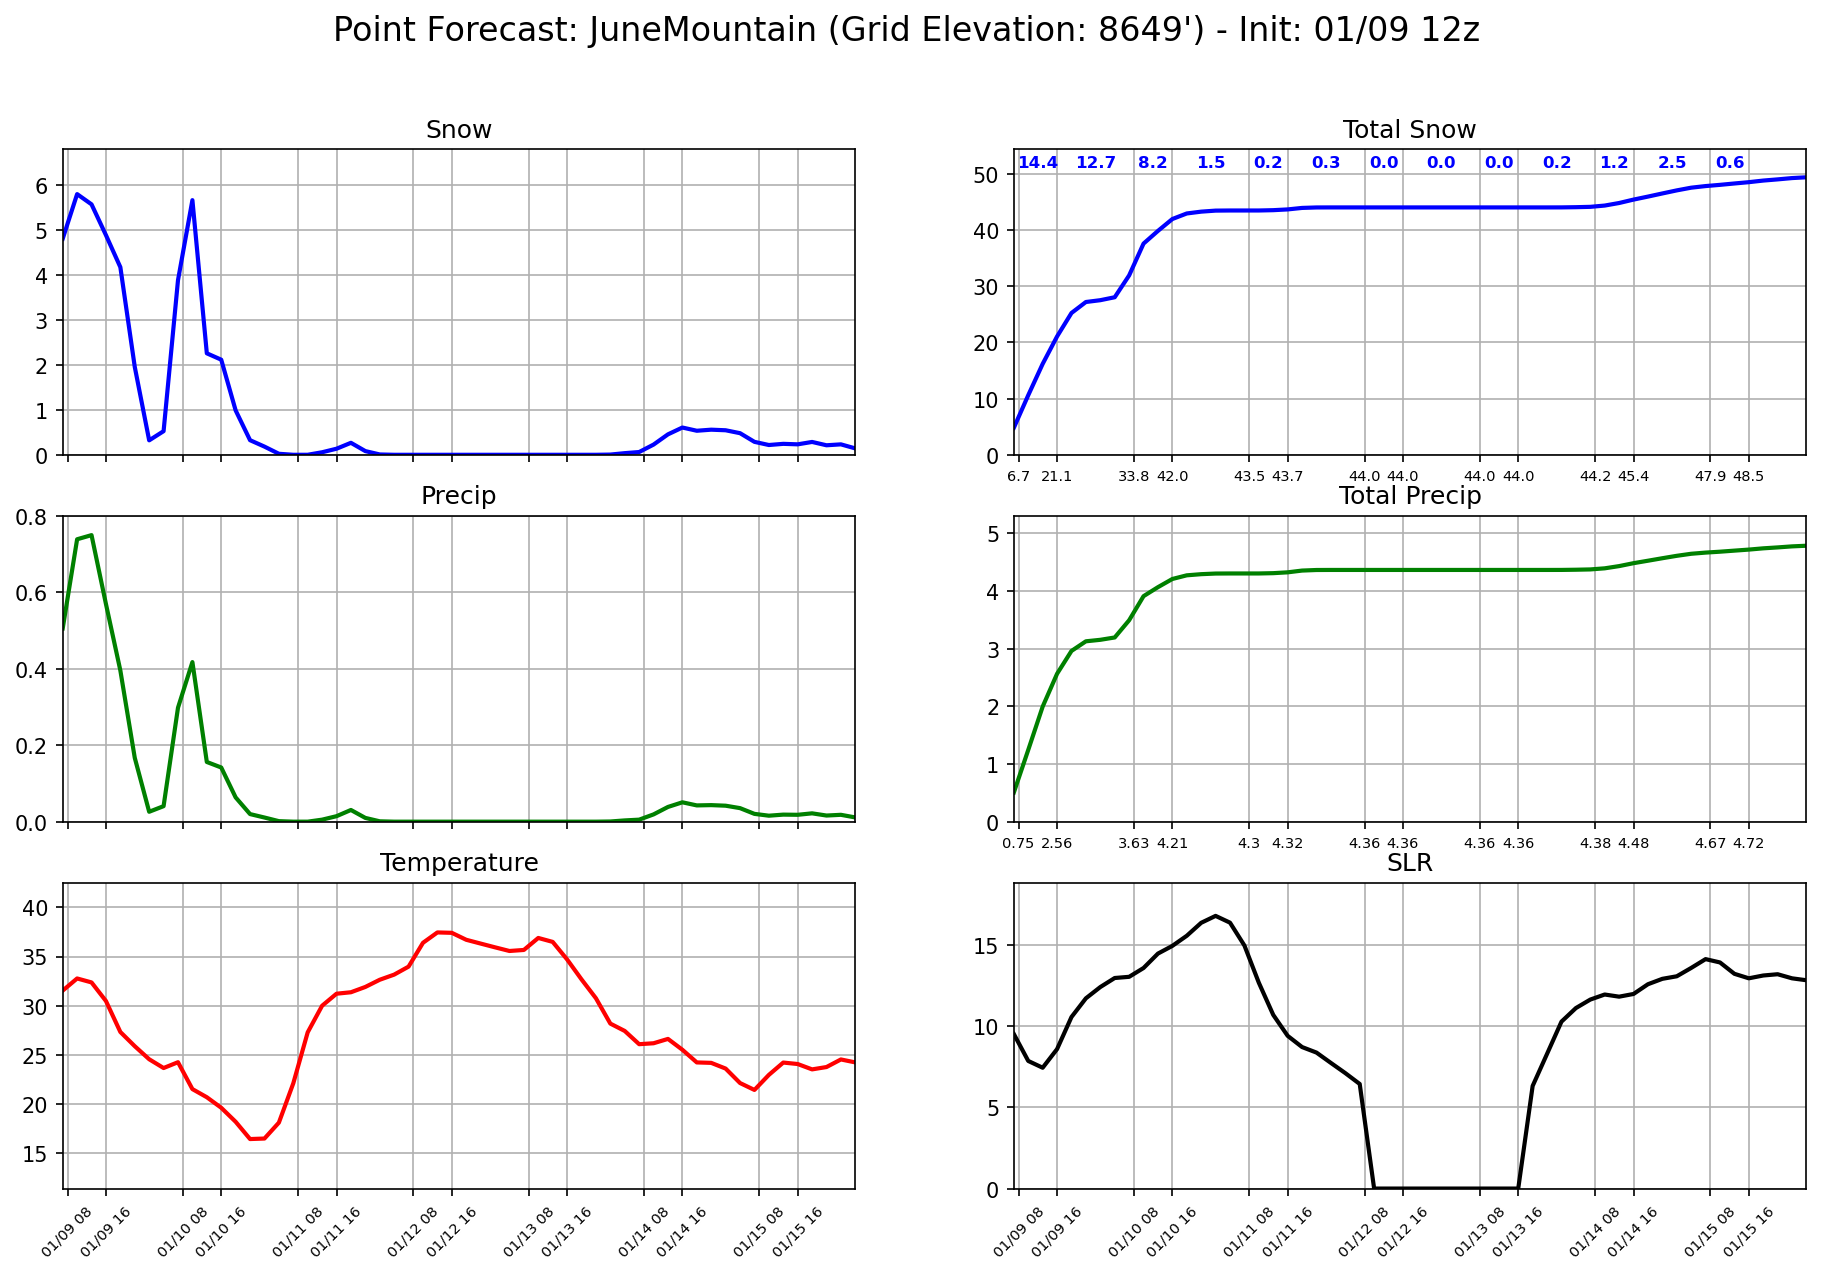 Point Forecast: JuneMountain (Grid Elevation: 8649') - Init: 01/09 12z
Snow
6
5
4
3
2
1
0
Total Snow
14.4 12.7 8.2 1.5 0.2 0.3 0.0 0.0 0.0 0.2 1.2 2.5 0.6
50
40
30
20
10
0
6.7 21.1 33.8 42.0 43.5 43.7 44.0 44.0 44.0 44.0 44.2 45.4 47.9 48.5
Precip
0.8
0.6
0.4
0.2
0.0
Total Precip
5
4
3
2
1
0
0.75 2.56 3.63 4.21 4.3 4.32 4.36 4.36 4.36 4.36 4.38 4.48 4.67 4.72
Temperature
40
35
30
25
20
15
01/09 08 01/09 16 01/10 08 01/10 16 01/11 08 01/11 16 01/12 08 01/12 16 01/13 08 01/13 16 01/14 08 01/14 16 01/15 08 01/15 16
SLR
15
10
5
0
01/09 08 01/09 16 01/10 08 01/10 16 01/11 08 01/11 16 01/12 08 01/12 16 01/13 08 01/13 16 01/14 08 01/14 16 01/15 08 01/15 16